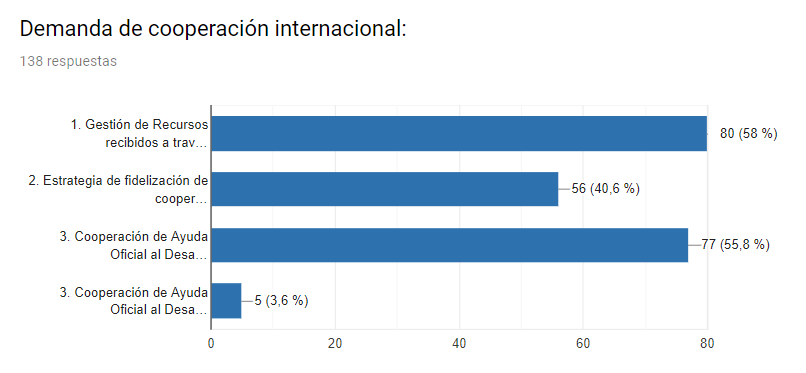 Demanda de cooperación internacional:
138 respuestas
1. Gestión de Recursos
recibidos a trav…
80 (58 %)
2. Estrategia de fidelización de
cooper…
56 (40,6 %)
3. Cooperación de Ayuda
Oficial al Desa…
77 (55,8 %)
3. Cooperación de Ayuda
Oficial al Desa…
5 (3,6 %)
0 20 40 60 80